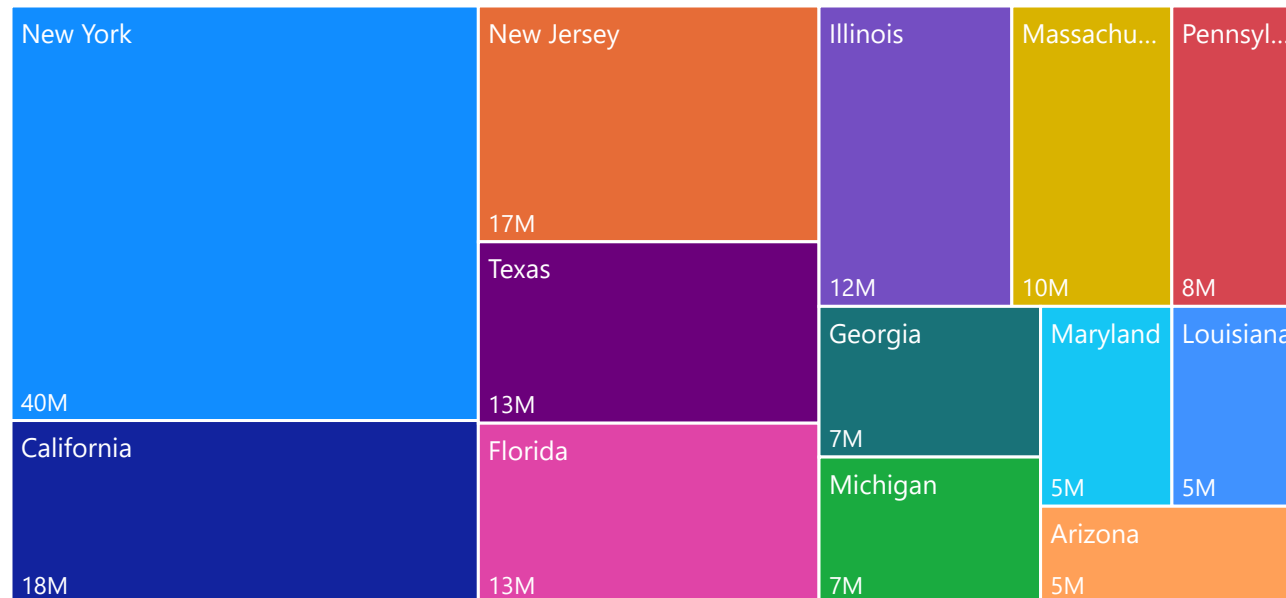 New York
40M
California
18M
New Jersey
17M
Texas
13M
Florida
13M
Illinois
12M
Massachu...
10M
Pennsyl...
8M
Georgia
7M
Michigan
7M
Maryland
5M
Louisiana
5M
Arizona
5M